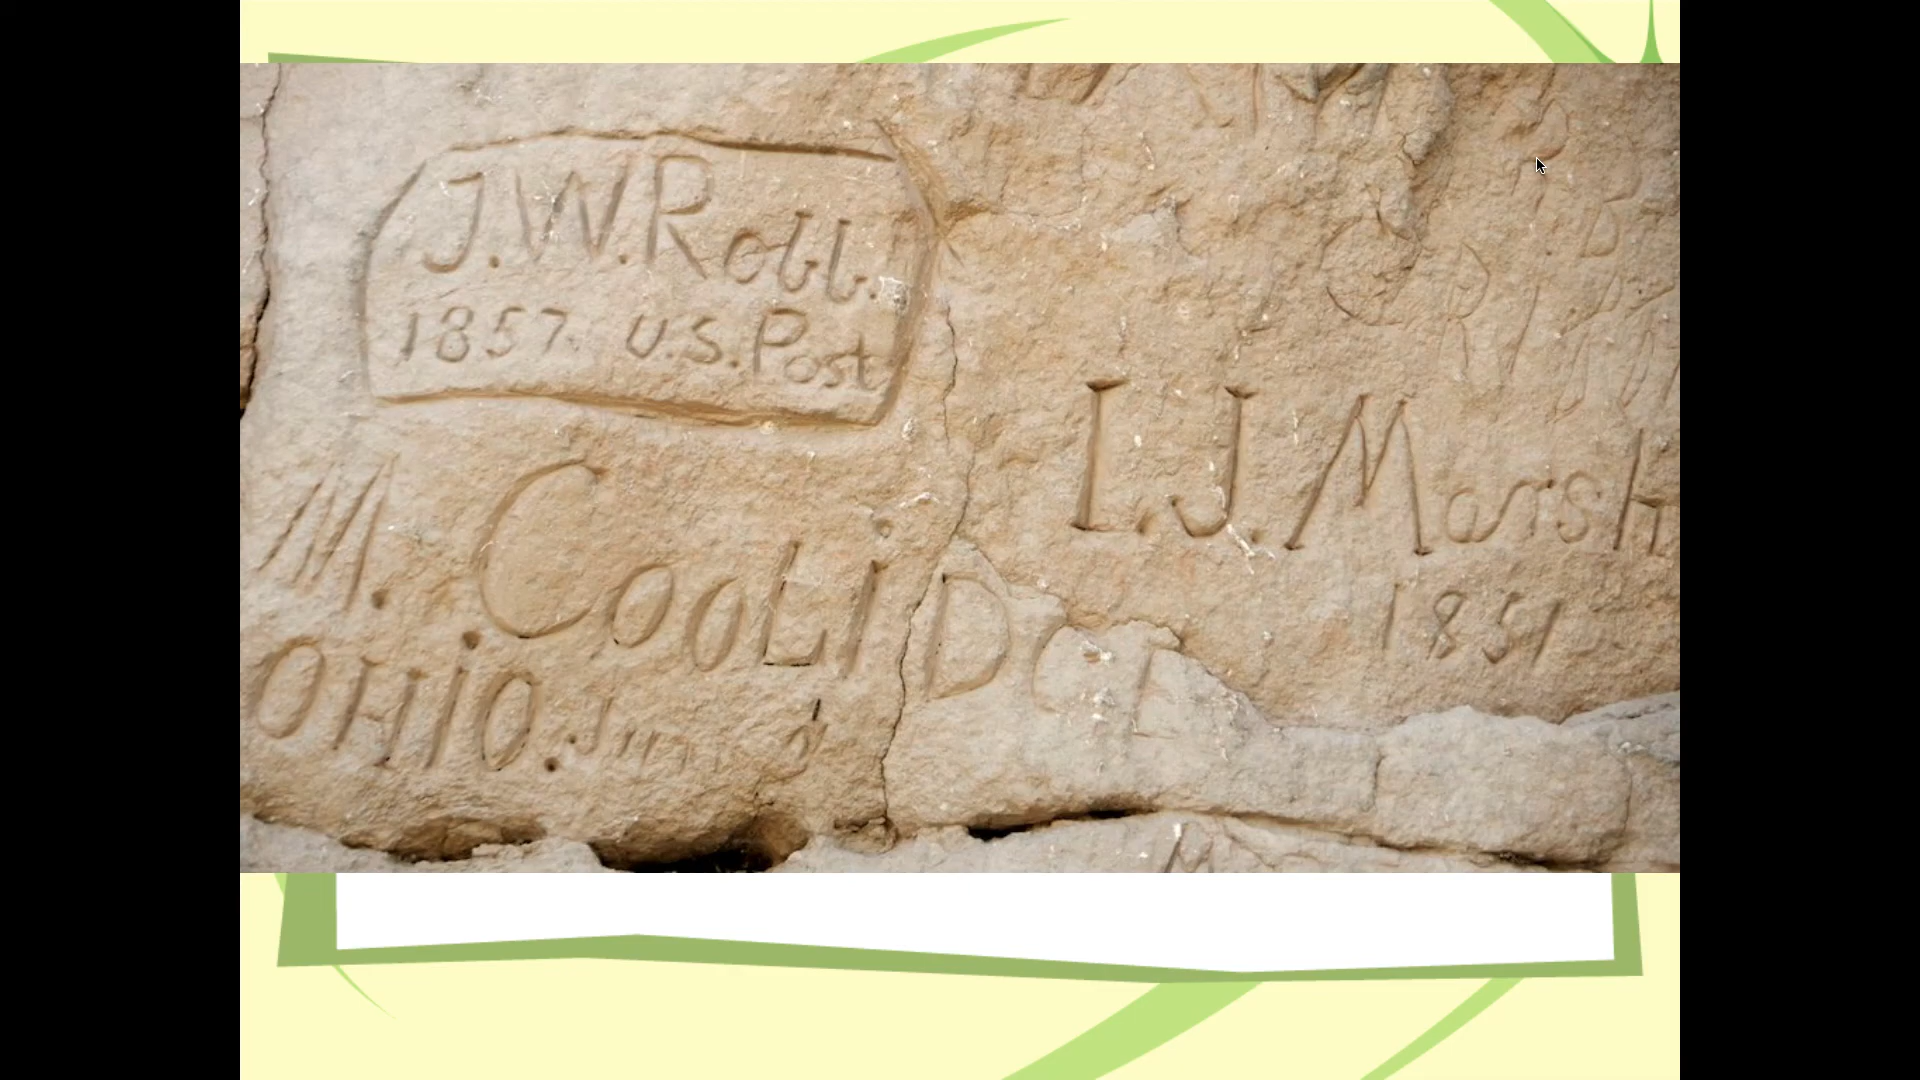 J.W.Robb.
1857. U.S. Post
I.J. Marsh
1851
M. COOLiDGE
OHiO.